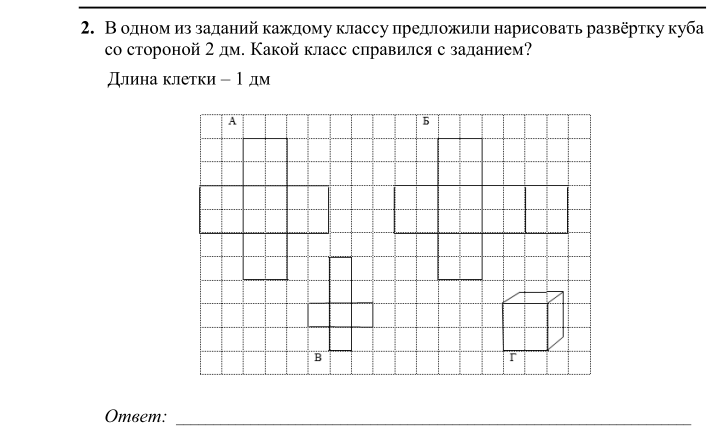 2. В одном из заданий каждому классу предложили нарисовать развёртку куба
со стороной 2 дм. Какой класс справился с заданием?
Длина клетки – 1 дм
А Б
В Г
Ответ: